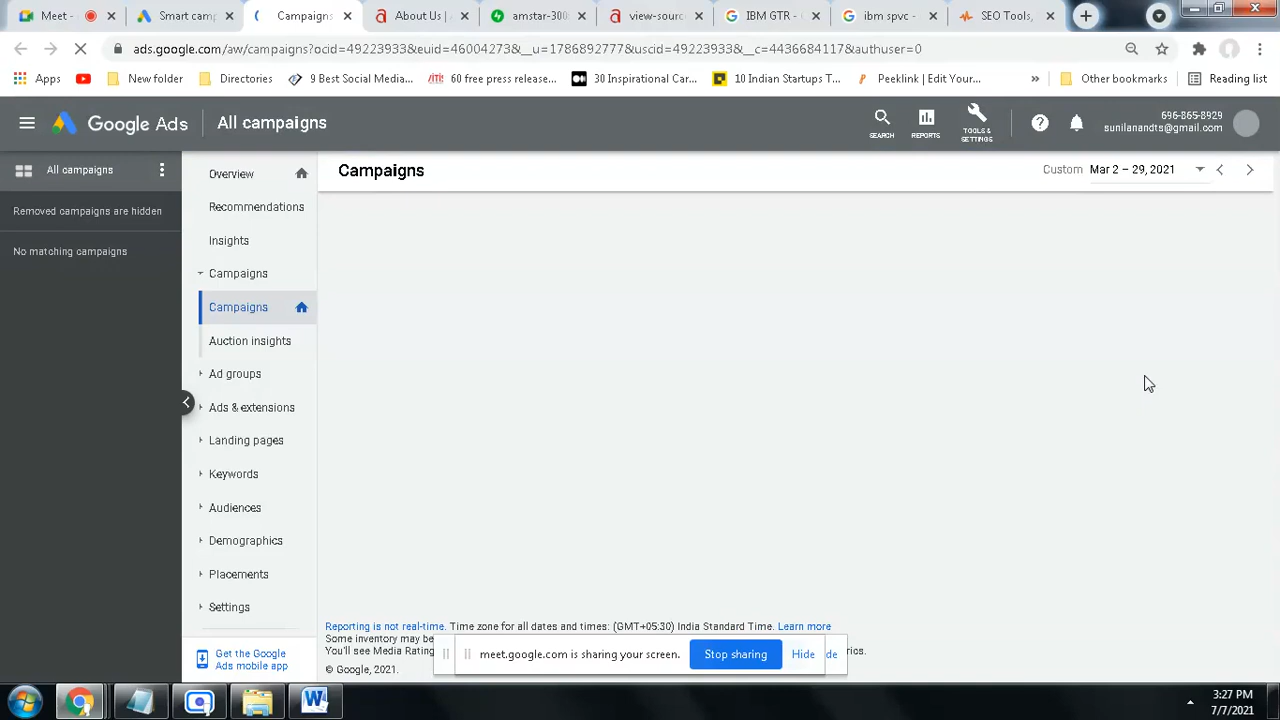 Meet -
Smart cam
Campaigns
About Us |
amster-300
view-sourc
IBM GTR -
ibm spvc -
SEO Tools,
ads.google.com/aw/campaigns?ocid=49223933&euid=46004273&__u=1786892777&uscid=49223933&__c=4436684117&authuser=0
Apps
New folder
Directories
9 Best Social Media...
60 free press release...
30 Inspirational Car...
10 Indian Startups T...
Peeklink | Edit Your...
»
Other bookmarks
Reading list
Google Ads
All campaigns
SEARCH
REPORTS
TOOLS &
SETTINGS
696-865-8929
sunilanandts@gmail.com
All campaigns
Removed campaigns are hidden
No matching campaigns
Overview
Recommendations
Insights
Campaigns
Campaigns
Auction insights
Ad groups
Ads & extensions
Landing pages
Keywords
Audiences
Demographics
Placements
Settings
Get the Google
Ads mobile app
Campaigns
Custom Mar 2 – 29, 2021
Reporting is not real-time. Time zone for all dates and times: (GMT+05:30) India Standard Time. Learn more
Some inventory may be
You'll see Media Rating rics.
© Google, 2021.
meet.google.com is sharing your screen.
Stop sharing
Hide
de
3:27 PM
7/7/2021